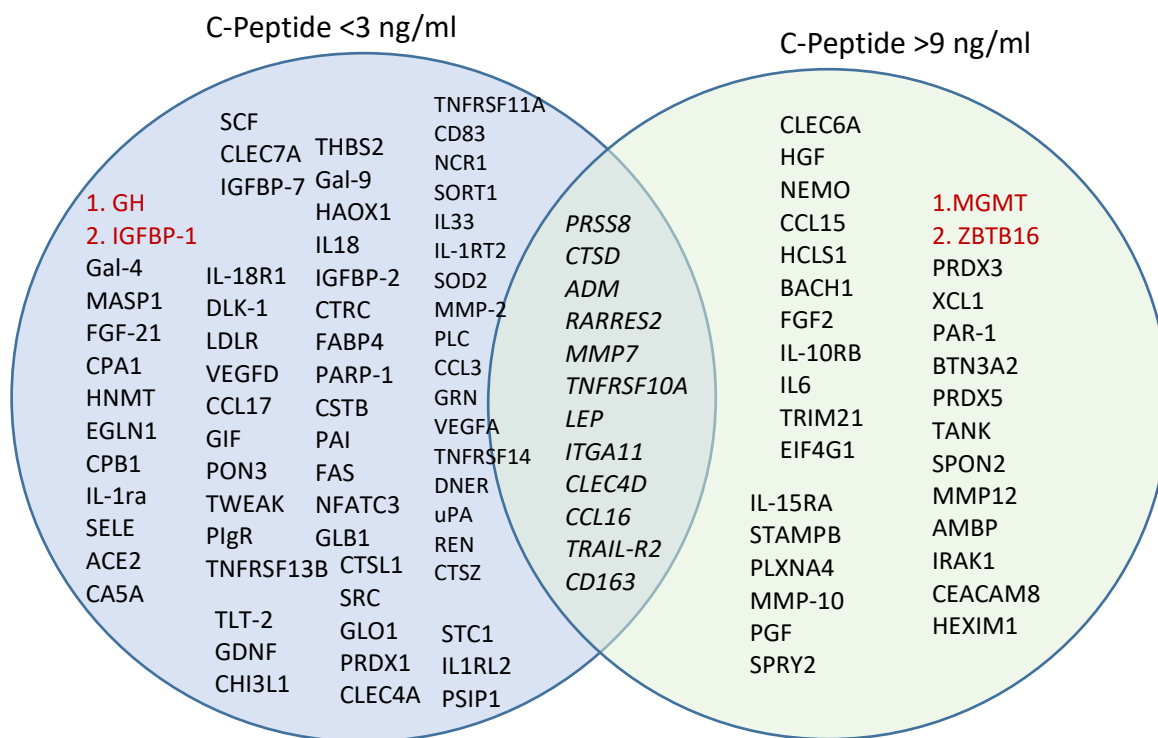 C-Peptide <3 ng/ml
C-Peptide >9 ng/ml
1. GH
2. IGFBP-1
Gal-4
MASP1
FGF-21
CPA1
HNMT
EGLN1
CPB1
IL-1ra
SELE
ACE2
CA5A
SCF
CLEC7A
IGFBP-7
IL-18R1
DLK-1
LDLR
VEGFD
CCL17
GIF
PON3
TWEAK
PIgR
TNFRSF13B
TLT-2
GDNF
CHI3L1
THBS2
Gal-9
HAOX1
IL18
IGFBP-2
CTRC
FABP4
PARP-1
CSTB
PAI
FAS
NFATC3
GLB1
CTSL1
SRC
GLO1
PRDX1
CLEC4A
TNFRSF11A
CD83
NCR1
SORT1
IL33
IL-1RT2
SOD2
MMP-2
PLC
CCL3
GRN
VEGFA
TNFRSF14
DNER
uPA
REN
CTSZ
STC1
IL1RL2
PSIP1
PRSS8
CTSD
ADM
RARRES2
MMP7
TNFRSF10A
LEP
ITGA11
CLEC4D
CCL16
TRAIL-R2
CD163
CLEC6A
HGF
NEMO
CCL15
HCLS1
BACH1
FGF2
IL-10RB
IL6
TRIM21
EIF4G1
IL-15RA
STAMPB
PLXNA4
MMP-10
PGF
SPRY2
1.MGMT
2. ZBTB16
PRDX3
XCL1
PAR-1
BTN3A2
PRDX5
TANK
SPON2
MMP12
AMBP
IRAK1
CEACAM8
HEXIM1